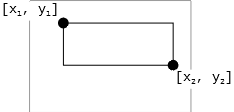 [x₁, y₁]
[x₂, y₂]